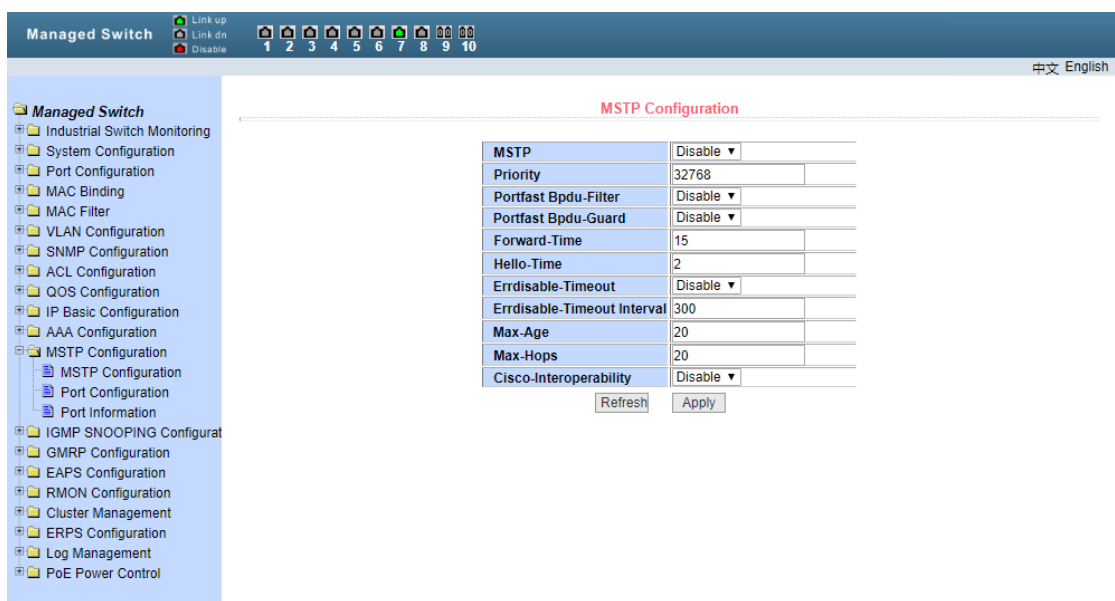 Managed Switch
Link up
Link dn
Disable
1 2 3 4 5 6 7 8 9 10
中文 English
Managed Switch
Industrial Switch Monitoring
System Configuration
Port Configuration
MAC Binding
MAC Filter
VLAN Configuration
SNMP Configuration
ACL Configuration
QOS Configuration
IP Basic Configuration
AAA Configuration
MSTP Configuration
MSTP Configuration
Port Configuration
Port Information
IGMP SNOOPING Configurat
GMRP Configuration
EAPS Configuration
RMON Configuration
Cluster Management
ERPS Configuration
Log Management
PoE Power Control
MSTP Configuration
MSTP Disable
Priority 32768
Portfast Bpdu-Filter Disable
Portfast Bpdu-Guard Disable
Forward-Time 15
Hello-Time 2
Errdisable-Timeout Disable
Errdisable-Timeout Interval 300
Max-Age 20
Max-Hops 20
Cisco-Interoperability Disable
Refresh Apply